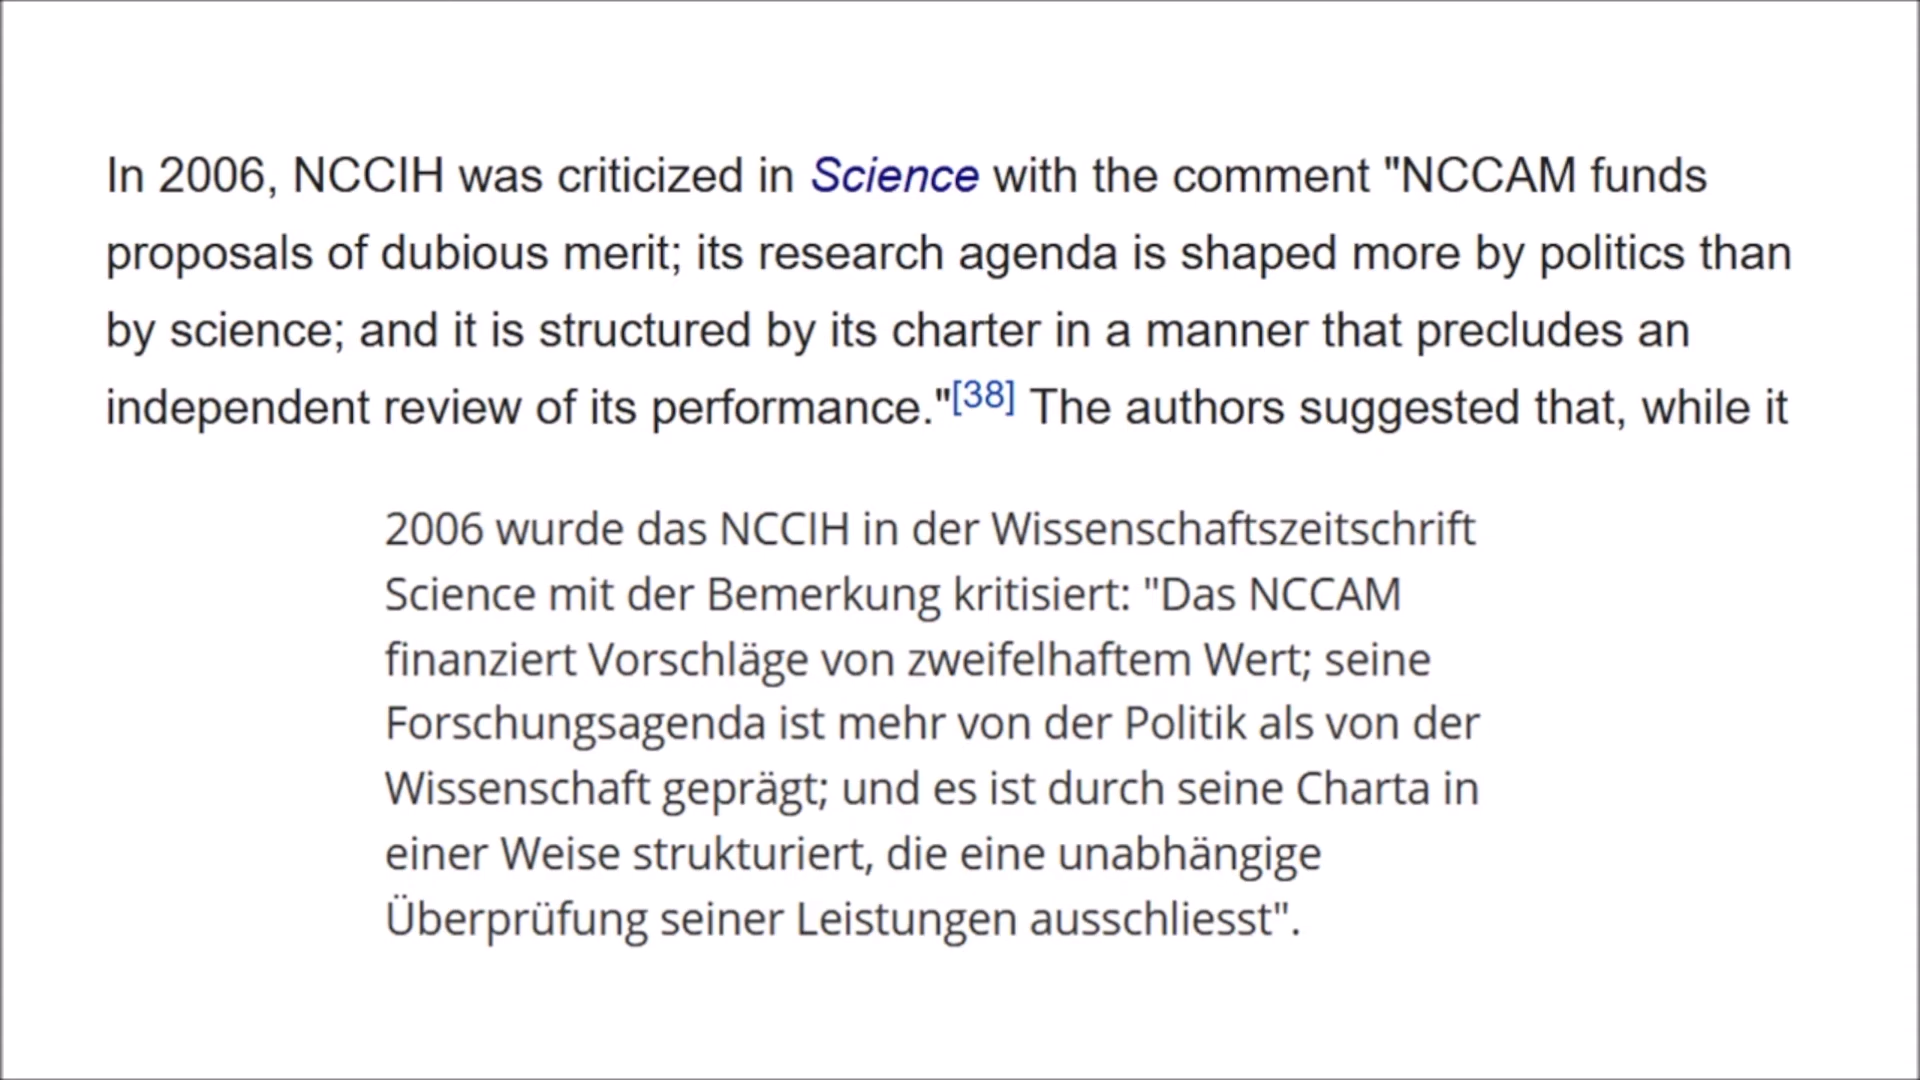 In 2006, NCCIH was criticized in Science with the comment "NCCAM funds
proposals of dubious merit; its research agenda is shaped more by politics than
by science; and it is structured by its charter in a manner that precludes an
independent review of its performance."[38] The authors suggested that, while it
2006 wurde das NCCIH in der Wissenschaftszeitschrift
Science mit der Bemerkung kritisiert: "Das NCCAM
finanziert Vorschläge von zweifelhaftem Wert; seine
Forschungsagenda ist mehr von der Politik als von der
Wissenschaft geprägt; und es ist durch seine Charta in
einer Weise strukturiert, die eine unabhängige
Überprüfung seiner Leistungen ausschliesst".